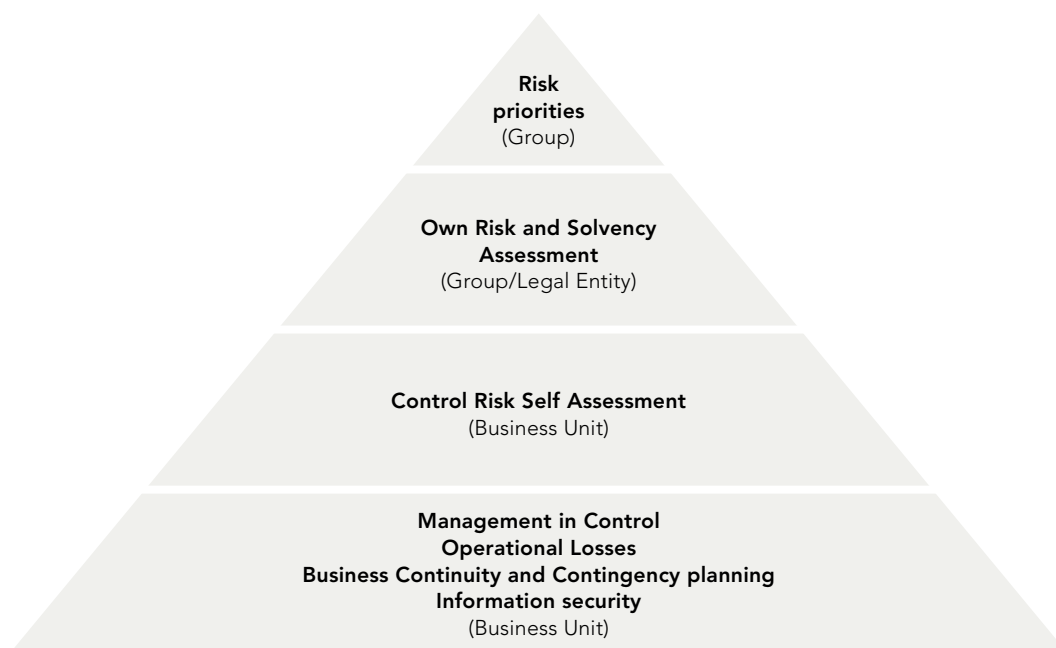 Risk
priorities
(Group)
Own Risk and Solvency
Assessment
(Group/Legal Entity)
Control Risk Self Assessment
(Business Unit)
Management in Control
Operational Losses
Business Continuity and Contingency planning
Information security
(Business Unit)